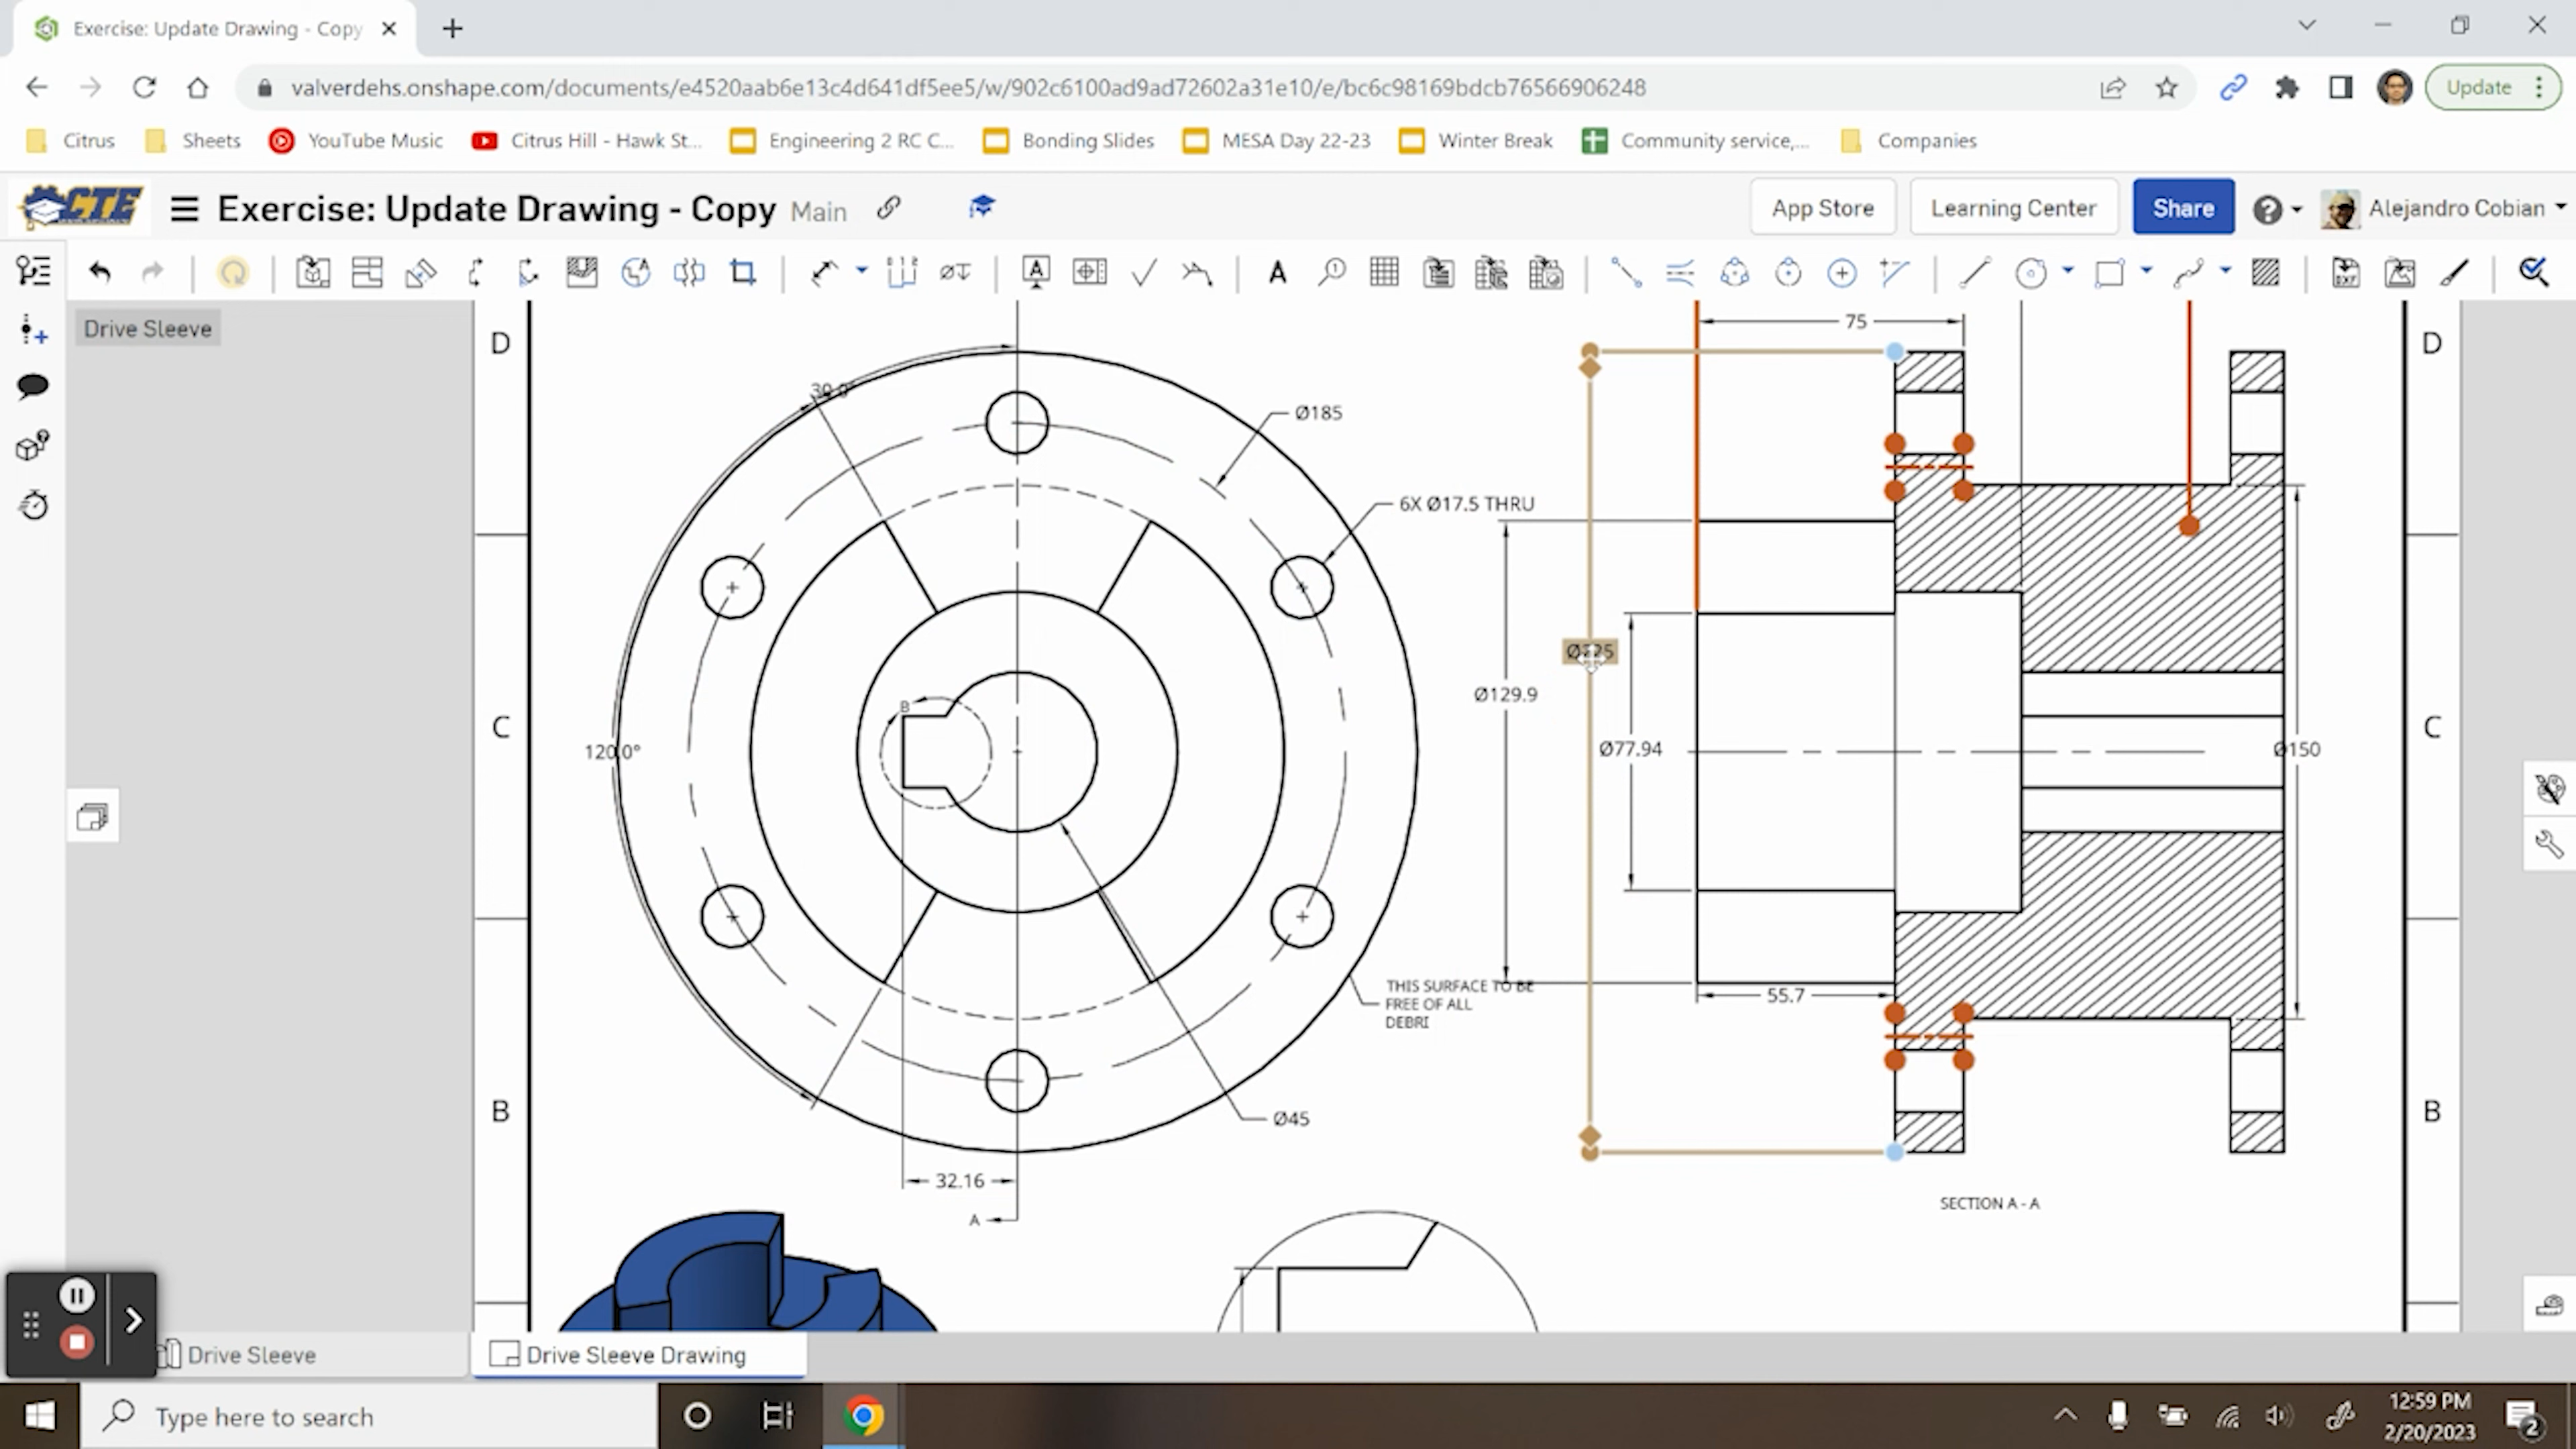 Exercise: Update Drawing - Copy
valverdehs.onshape.com/documents/e4520aab6e13c4d641df5ee5/w/902c6100ad9ad72602a31e10/e/bc6c98169bdcb76566906248
Update
Citrus
Sheets
YouTube Music
Citrus Hill - Hawk St...
Engineering 2 RC C...
Bonding Slides
MESA Day 22-23
Winter Break
Community service,...
Companies
CTE
Exercise: Update Drawing - Copy Main
App Store
Learning Center
Share
Alejandro Cobian
Drive Sleeve
D
D
75
30.0°
Ø185
6X Ø17.5 THRU
Ø129.9
Ø77.94
Ø150
C
C
B
120.0°
THIS SURFACE TO BE
FREE OF ALL
DEBRI
55.7
Ø45
B
B
32.16
A
SECTION A - A
Drive Sleeve
Drive Sleeve Drawing
Type here to search
12:59 PM
2/20/2023
2